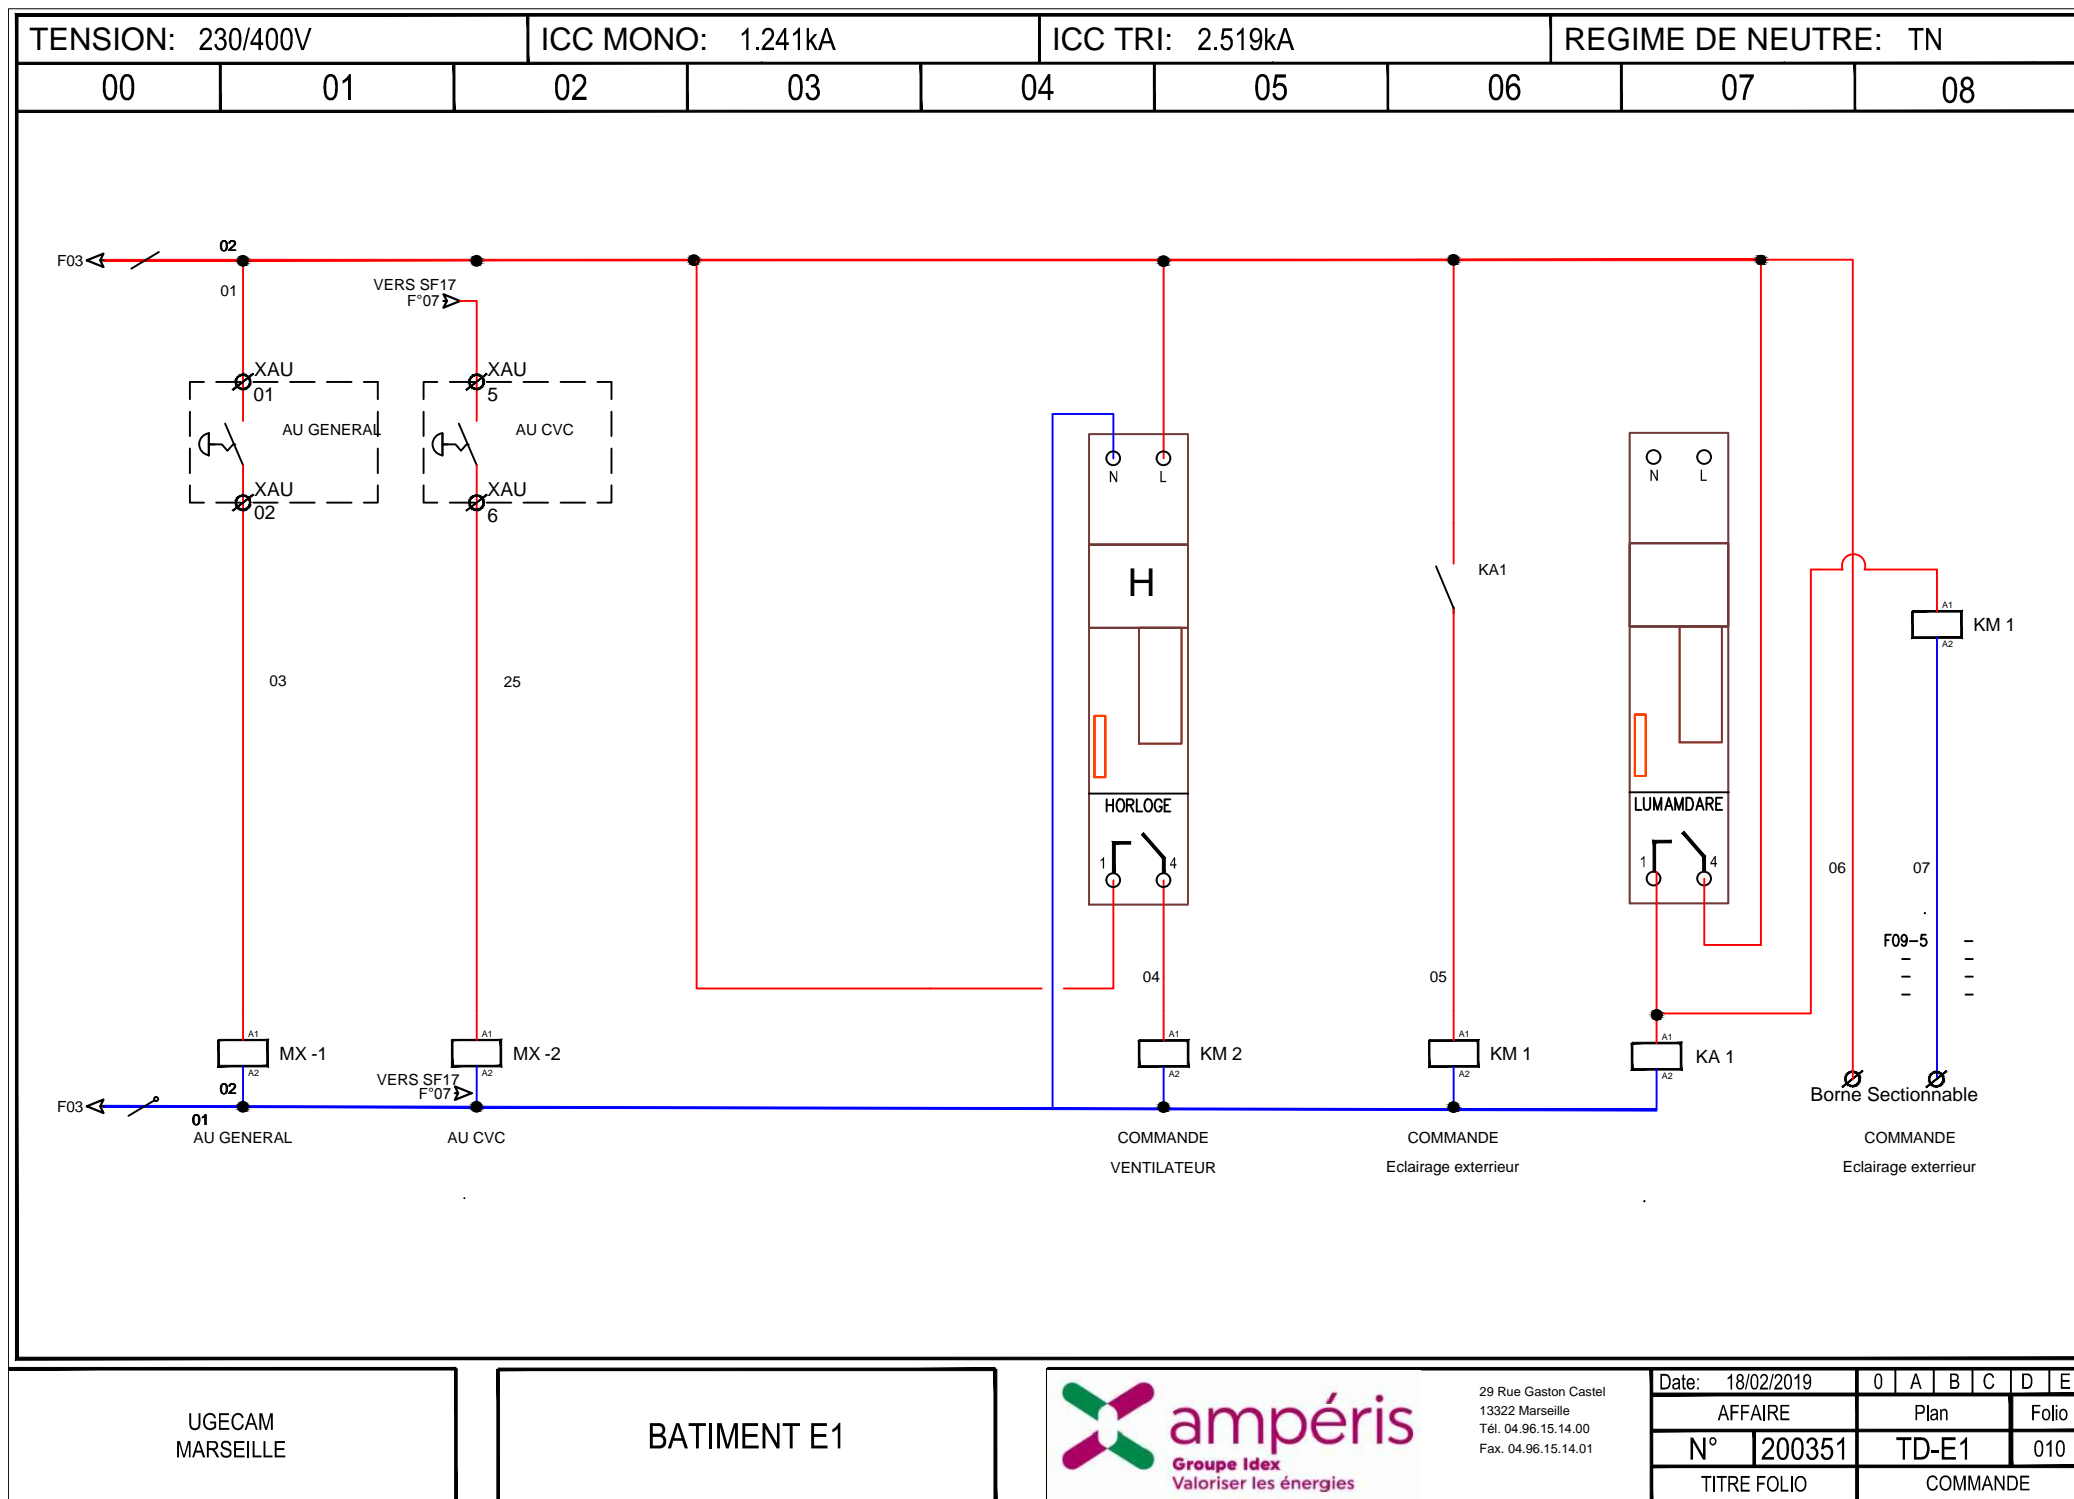 TENSION: 230/400V
ICC MONO: 1.241kA
ICC TRI: 2.519kA
REGIME DE NEUTRE: TN
00 01 02 03 04 05 06 07 08
F03
02
01
VERS SF17
F°07
XAU
01
AU GENERAL
XAU
02
XAU
5
AU CVC
XAU
6
N L
H
HORLOGE
1 4
KA1
N L
LUMAMDARE
1 4
A1
KM 1
A2
03
25
04
05
06
07
F09-5
A1
MX -1
A2
A1
MX -2
A2
A1
KM 2
A2
A1
KM 1
A2
A1
KA 1
A2
VERS SF17
F°07
F03
02
01
Borne Sectionnable
AU GENERAL
AU CVC
COMMANDE
VENTILATEUR
COMMANDE
Eclairage exterrieur
COMMANDE
Eclairage exterrieur
UGECAM
MARSEILLE
BATIMENT E1
ampéris
Groupe Idex
Valoriser les énergies
29 Rue Gaston Castel
13322 Marseille
Tél. 04.96.15.14.00
Fax. 04.96.15.14.01
Date: 18/02/2019
0 A B C D E
AFFAIRE Plan Folio
N° 200351 TD-E1 010
TITRE FOLIO COMMANDE